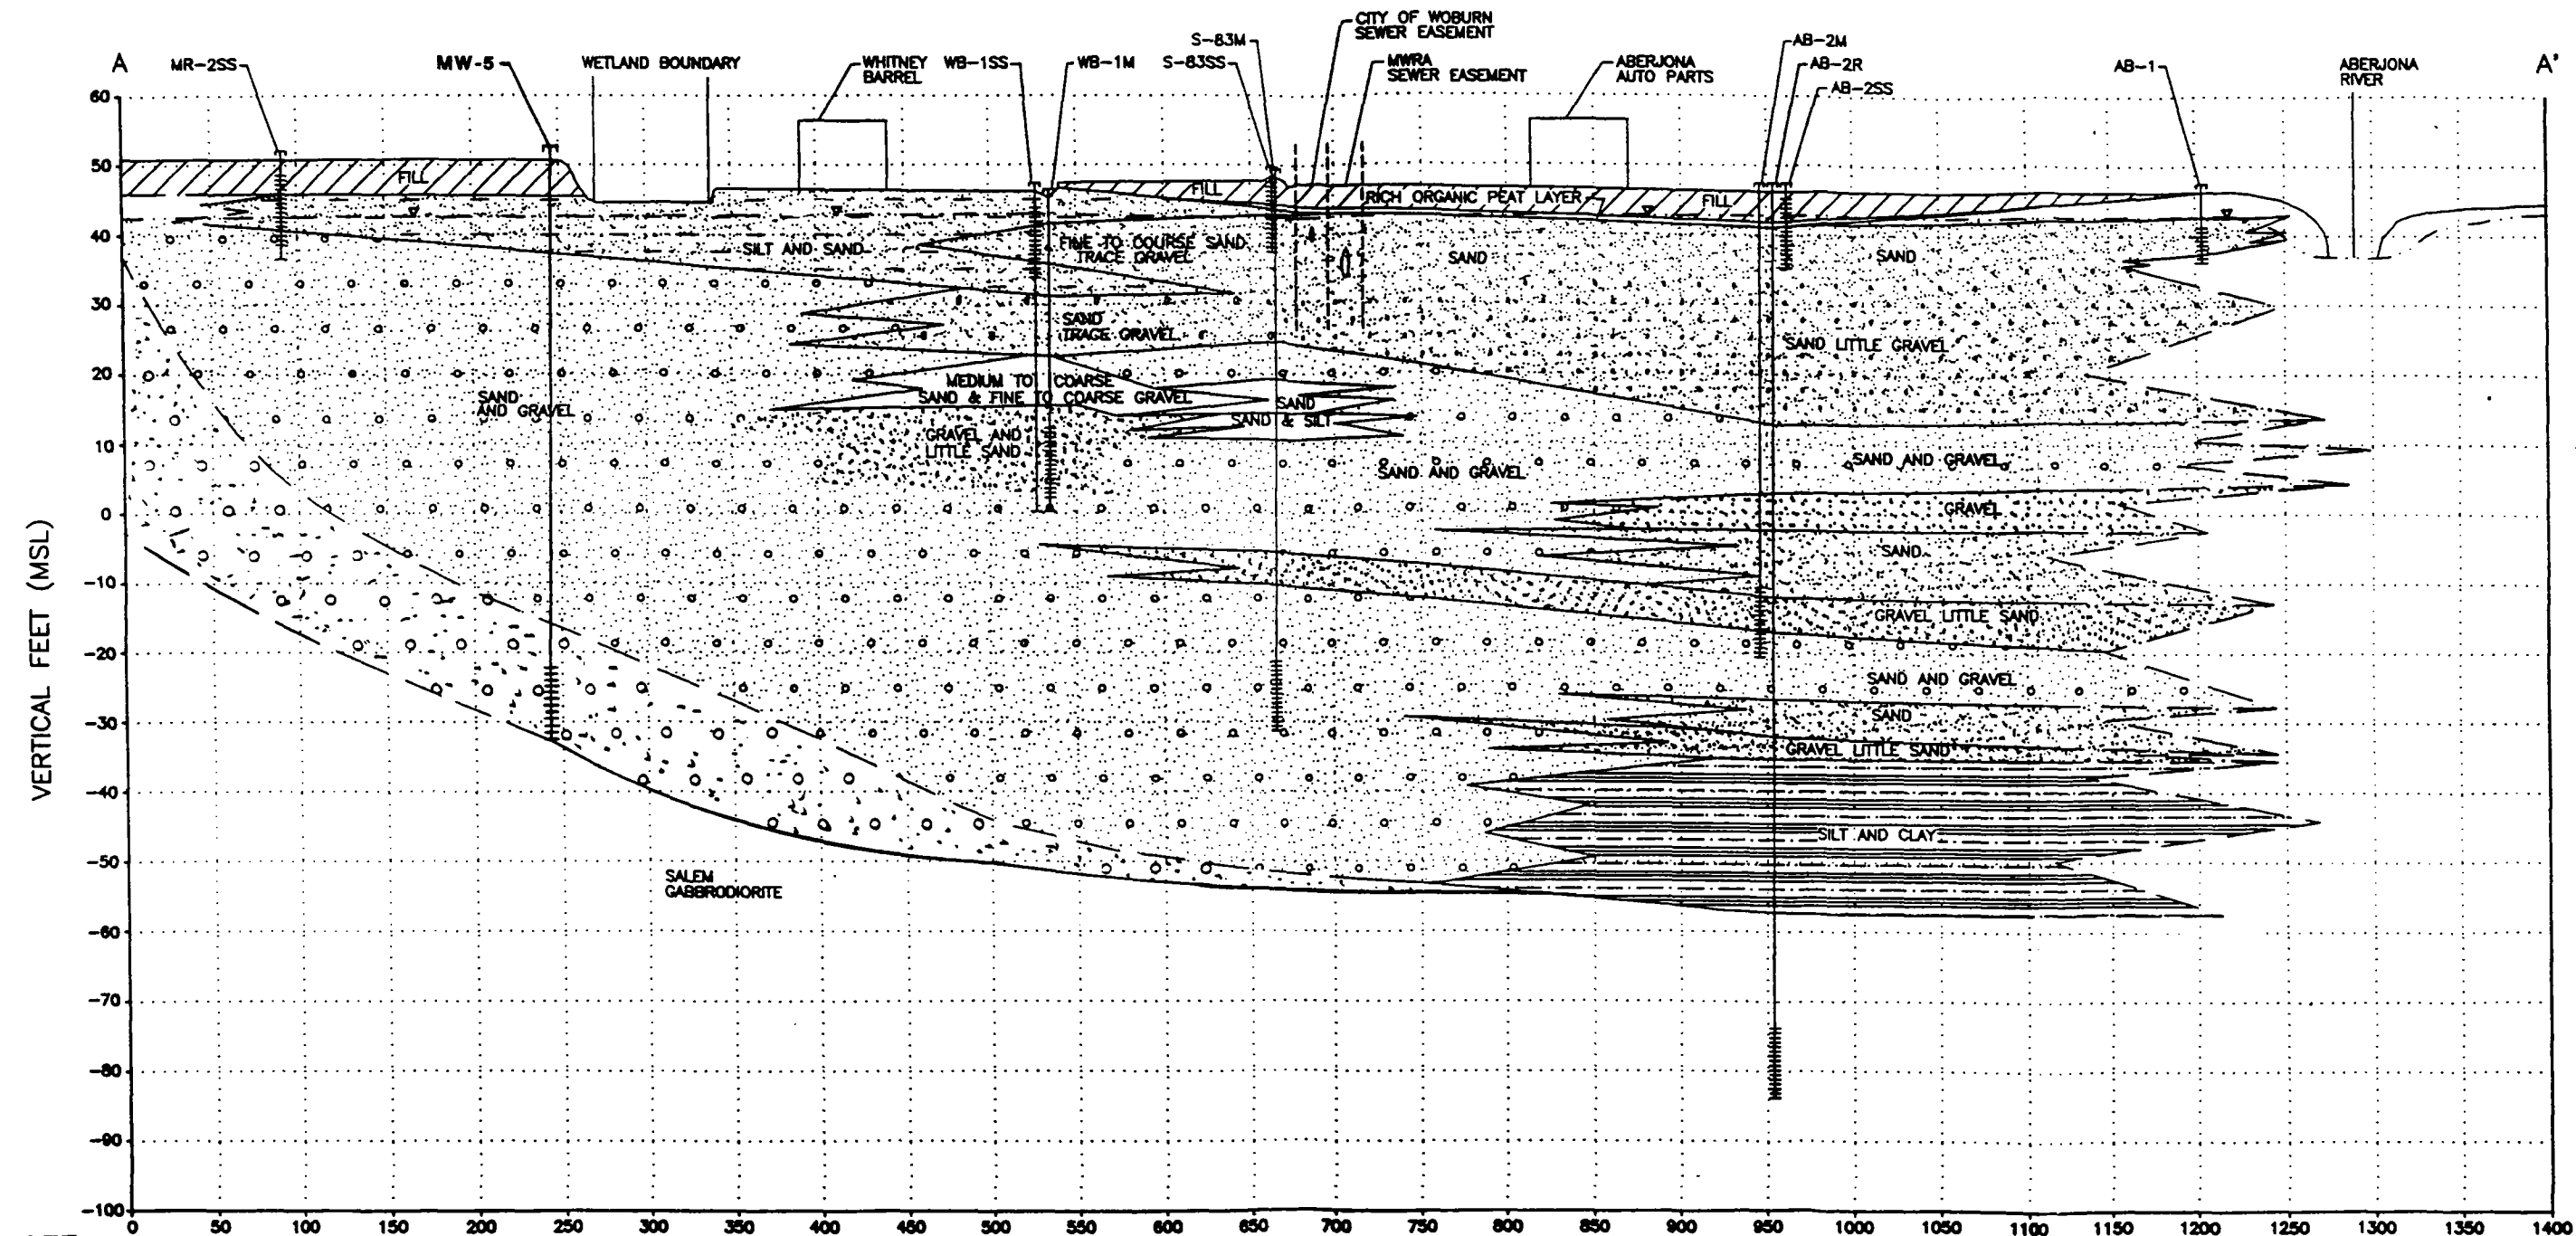 CITY OF WOBURN
SEWER EASEMENT
S-83M
AB-2M
A
MR-2SS
MW-5
WETLAND BOUNDARY
WHITNEY
BARREL
WB-1SS
WB-1M
S-83SS
MWRA
SEWER EASEMENT
ABERJONA
AUTO PARTS
AB-2R
AB-2SS
AB-1
ABERJONA
RIVER
A'
60
50
40
30
20
10
0
-10
-20
-30
-40
-50
-60
-70
-80
-90
-100
VERTICAL FEET (MSL)
FILL
FILL
RICH ORGANIC PEAT LAYER
FILL
SILT AND SAND
FINE TO COURSE SAND
TRACE GRAVEL
SAND
SAND
SAND
TRACE GRAVEL
SAND LITTLE GRAVEL
MEDIUM TO COARSE
SAND & FINE TO COARSE GRAVEL
SAND
AND GRAVEL
SAND
SAND & SILT
GRAVEL AND
LITTLE SAND
SAND AND GRAVEL
SAND AND GRAVEL
GRAVEL
SAND
GRAVEL LITTLE SAND
SAND AND GRAVEL
SAND
GRAVEL LITTLE SAND
SILT AND CLAY
SALEM
GABBRODIORITE
0 50 100 150 200 250 300 350 400 450 500 550 600 650 700 750 800 850 900 950 1000 1050 1100 1150 1200 1250 1300 1350 1400